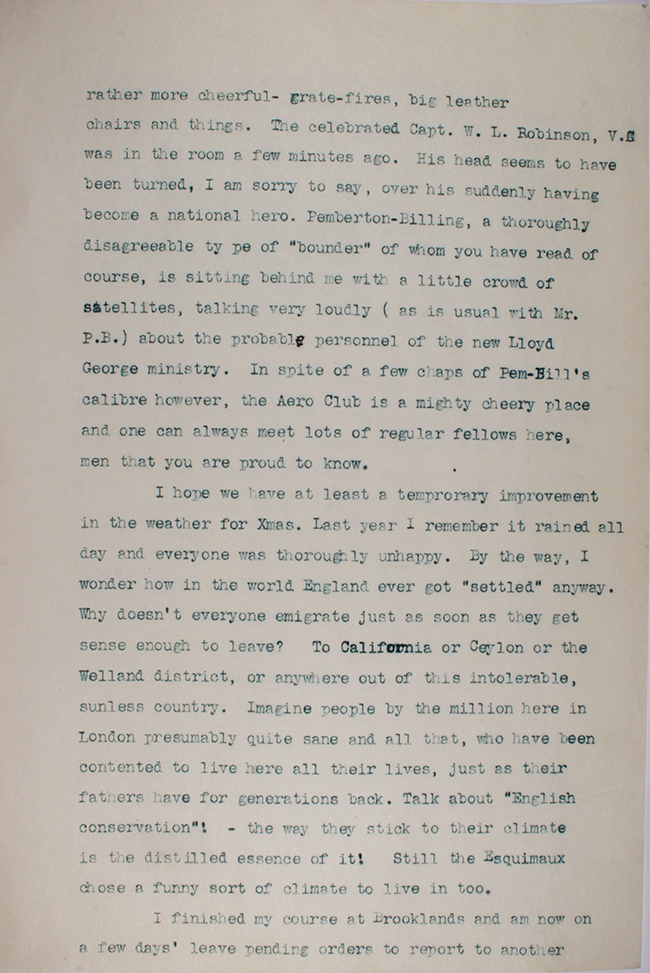 rather more cheerful- grate-fires, big leather
chairs and things. The celebrated Capt. W. L. Robinson, V.
was in the room a few minutes ago. His head seems to have
been turned, I am sorry to say, over his suddenly having
become a national hero. Pemberton-Billing, a thoroughly
disagreeable ty pe of "bounder" of whom you have read of
course, is sitting behind me with a little crowd of
satellites, talking very loudly ( as is usual with Mr.
P.B.) about the probable personnel of the new Lloyd
George ministry. In spite of a few chaps of Pem-Bill's
calibre however, the Aero Club is a mighty cheery place
and one can always meet lots of regular fellows here,
men that you are proud to know.
I hope we have at least a temprorary improvement
in the weather for Xmas. Last year I remember it rained all
day and everyone was thoroughly unhappy. By the way, I
wonder how in the world England ever got "settled" anyway.
Why doesn't everyone emigrate just as soon as they get
sense enough to leave? To California or Ceylon or the
Welland district, or anywhere out of this intolerable,
sunless country. Imagine people by the million here in
London presumably quite sane and all that, who have been
contented to live here all their lives, just as their
fathers have for generations back. Talk about "English
conservation"! - the way they stick to their climate
is the distilled essence of it! Still the Esquimaux
chose a funny sort of climate to live in too.
I finished my course at Brooklands and am now on
a few days' leave pending orders to report to another